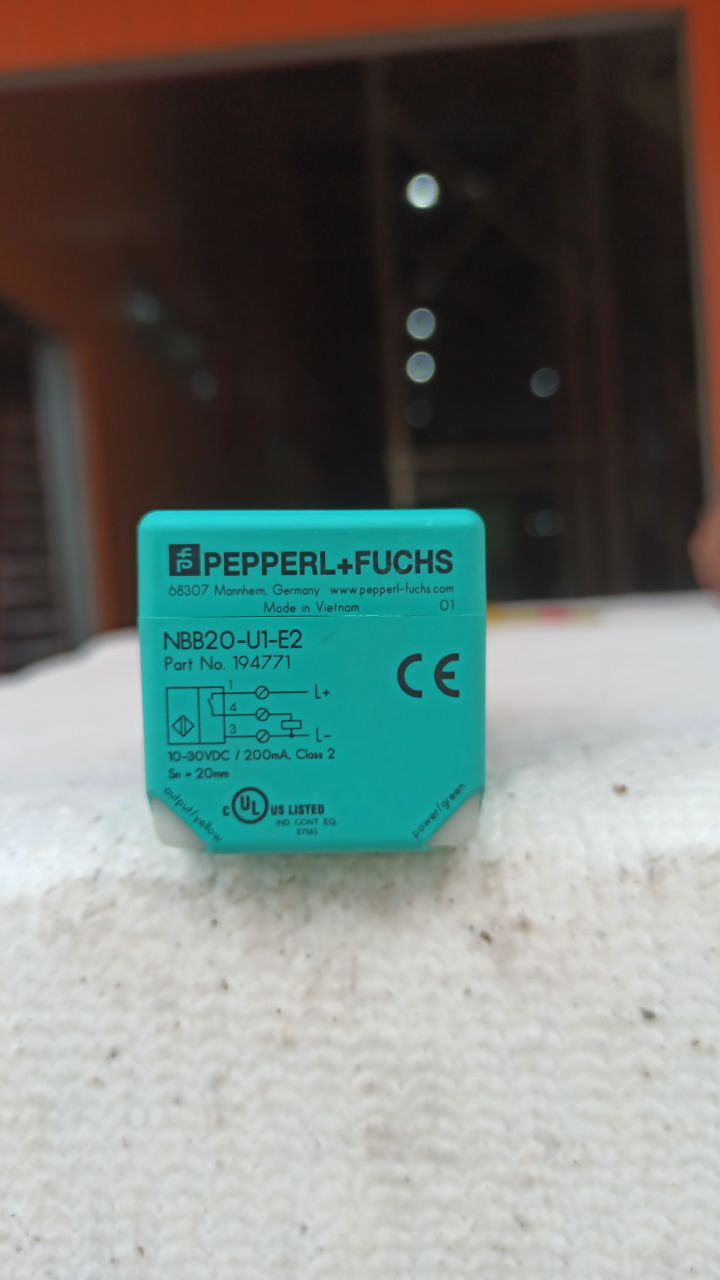 PEPPERL+FUCHS
68307 Mannheim, Germany www.pepperl-fuchs.com
Made in Vietnam 01
NBB20-U1-E2
Part No. 194771
CE
1 L+
4
3 L-
10-30VDC / 200mA, Class 2
Sn = 20mm
output/yellow
C UL US LISTED
IND. CONT. EQ.
87M3
power/green